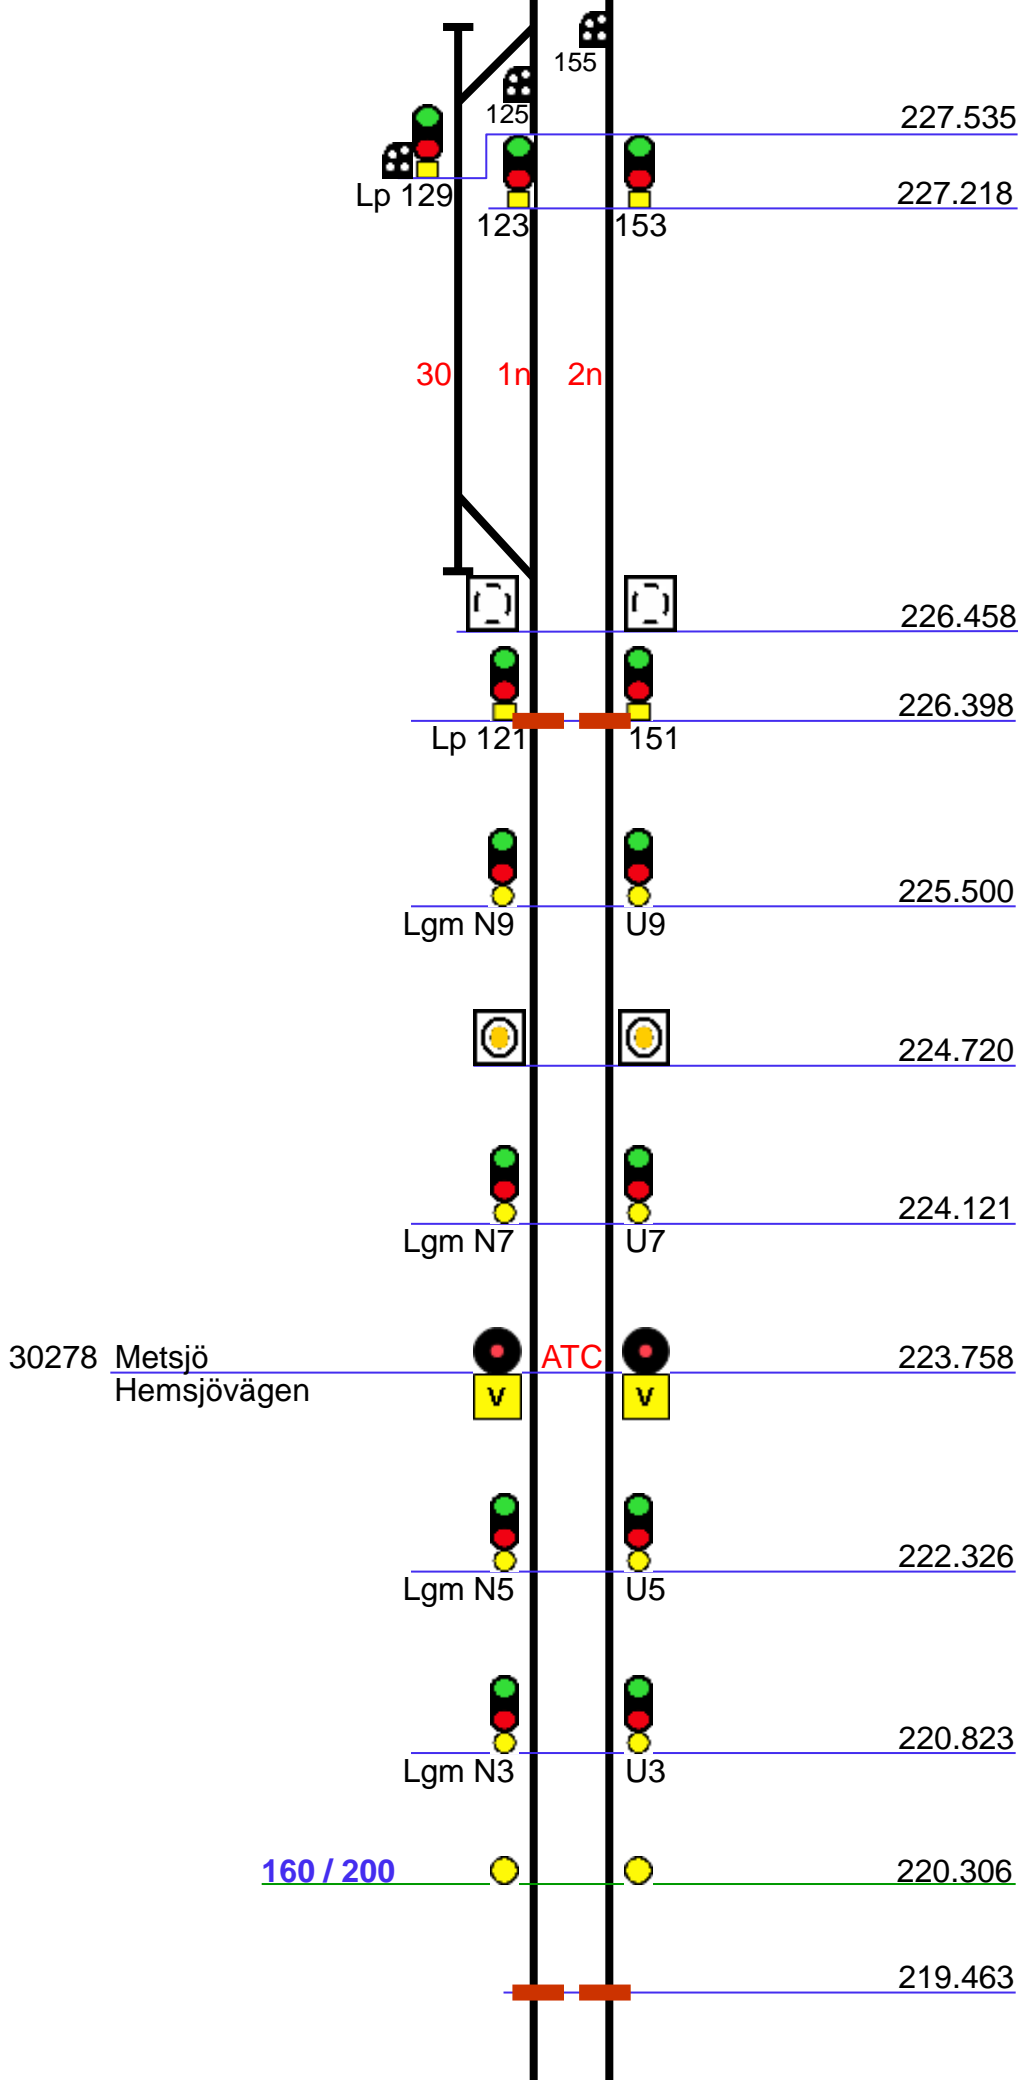 155
125
227.535
Lp 129
227.218
123 153
30 1n 2n
226.458
226.398
Lp 121 151
225.500
Lgm N9 U9
224.720
224.121
Lgm N7 U7
30278 Metsjö ATC 223.758
Hemsjövägen
V V
222.326
Lgm N5 U5
220.823
Lgm N3 U3
160 / 200 220.306
219.463